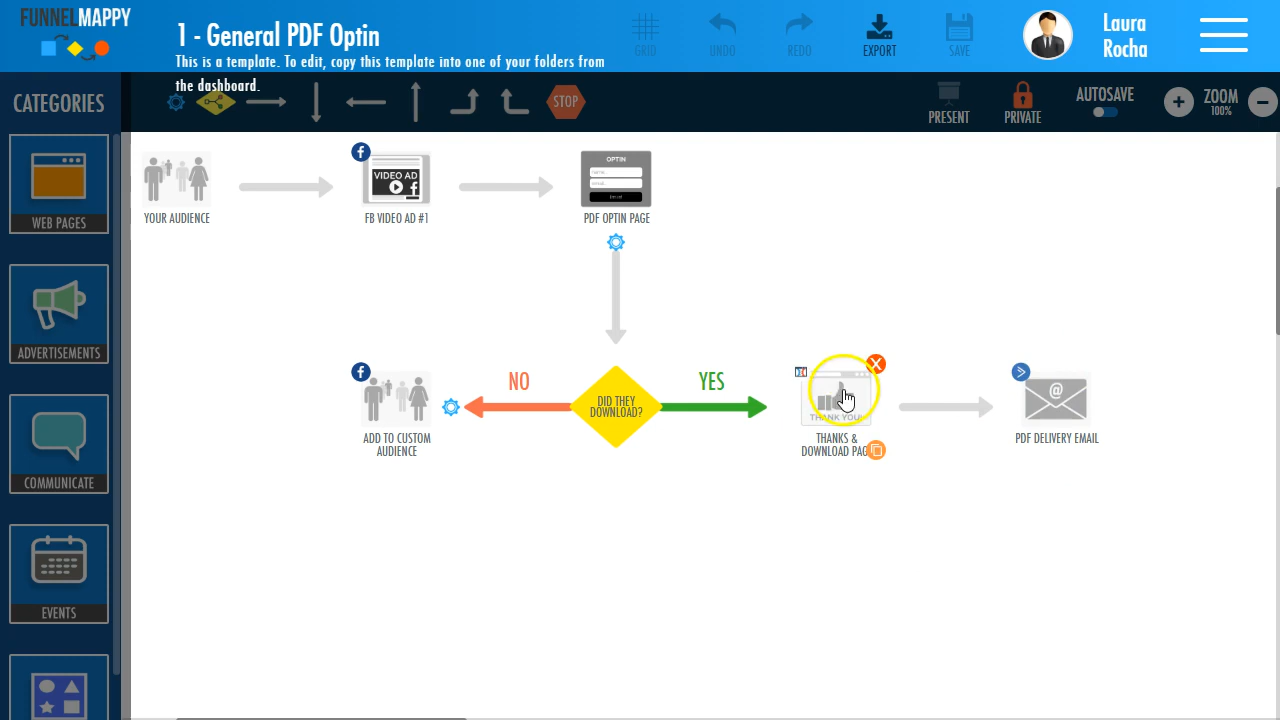 FUNNELMAPPY
1 - General PDF Optin
This is a template. To edit, copy this template into one of your folders from
the dashboard.
GRID
UNDO
REDO
EXPORT
SAVE
Laura
Rocha
CATEGORIES
STOP
PRESENT
PRIVATE
AUTOSAVE
ZOOM
100%
WEB PAGES
ADVERTISEMENTS
COMMUNICATE
EVENTS
YOUR AUDIENCE
VIDEO AD
FB VIDEO AD #1
OPTIN
PDF OPTIN PAGE
NO
DID THEY
DOWNLOAD?
YES
ADD TO CUSTOM
AUDIENCE
THANK YOU!
THANKS &
DOWNLOAD PAG
@
PDF DELIVERY EMAIL